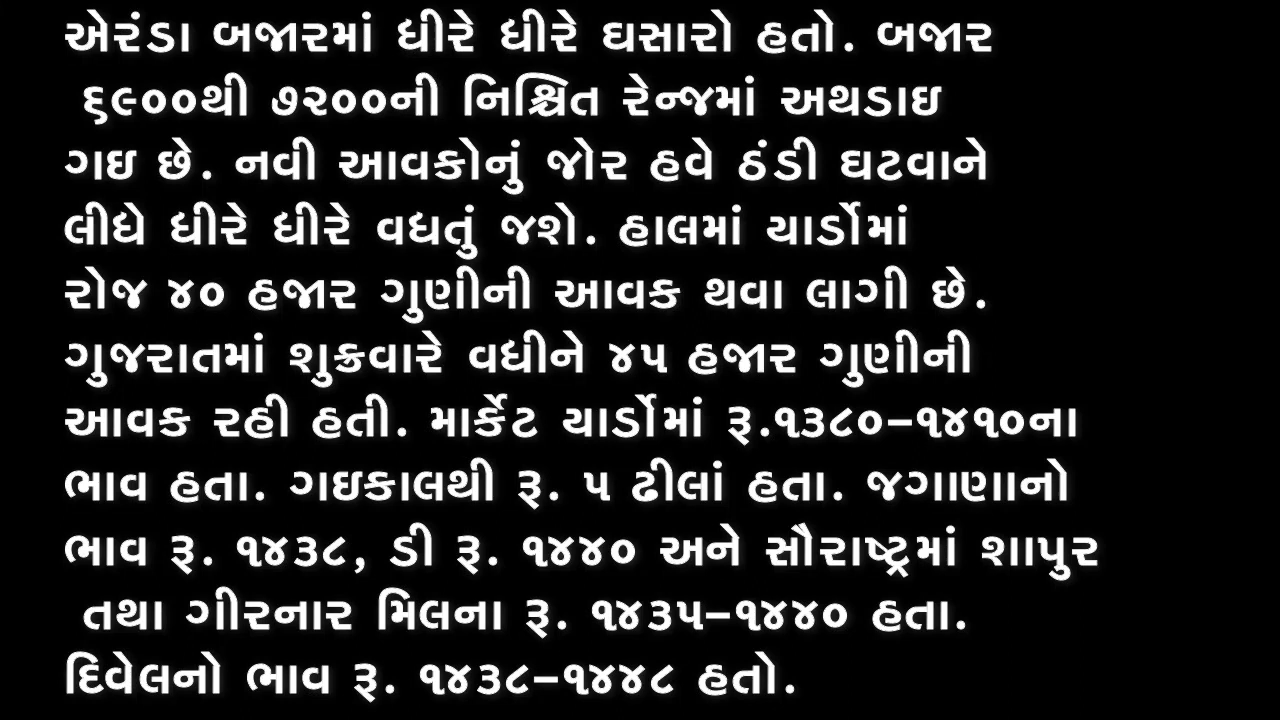 એરંડા બજારમાં ધીરે ધીરે ઘસારો હતો. બજાર
૬૯૦૦થી ૭૨૦૦ની નિશ્ચિત રેન્જમાં અથડાઇ
ગઇ છે. નવી આવકોનું જોર હવે ઠંડી ઘટવાને
લીધે ધીરે ધીરે વધતું જશે. હાલમાં યાર્ડોમાં
રોજ ૪૦ હજાર ગુણીની આવક થવા લાગી છે.
ગુજરાતમાં શુક્રવારે વધીને ૪૫ હજાર ગુણીની
આવક રહી હતી. માર્કેટ યાર્ડોમાં રૂ.૧૩૮૦-૧૪૧૦ના
ભાવ હતા. ગઇકાલથી રૂ. ૫ ઢીલાં હતા. જગાણાનો
ભાવ રૂ. ૧૪૩૮, ડી રૂ. ૧૪૪૦ અને સૌરાષ્ટ્રમાં શાપુર
તથા ગીરનાર મિલના રૂ. ૧૪૩૫-૧૪૪૦ હતા.
દિવેલનો ભાવ રૂ. ૧૪૩૮-૧૪૪૮ હતો.